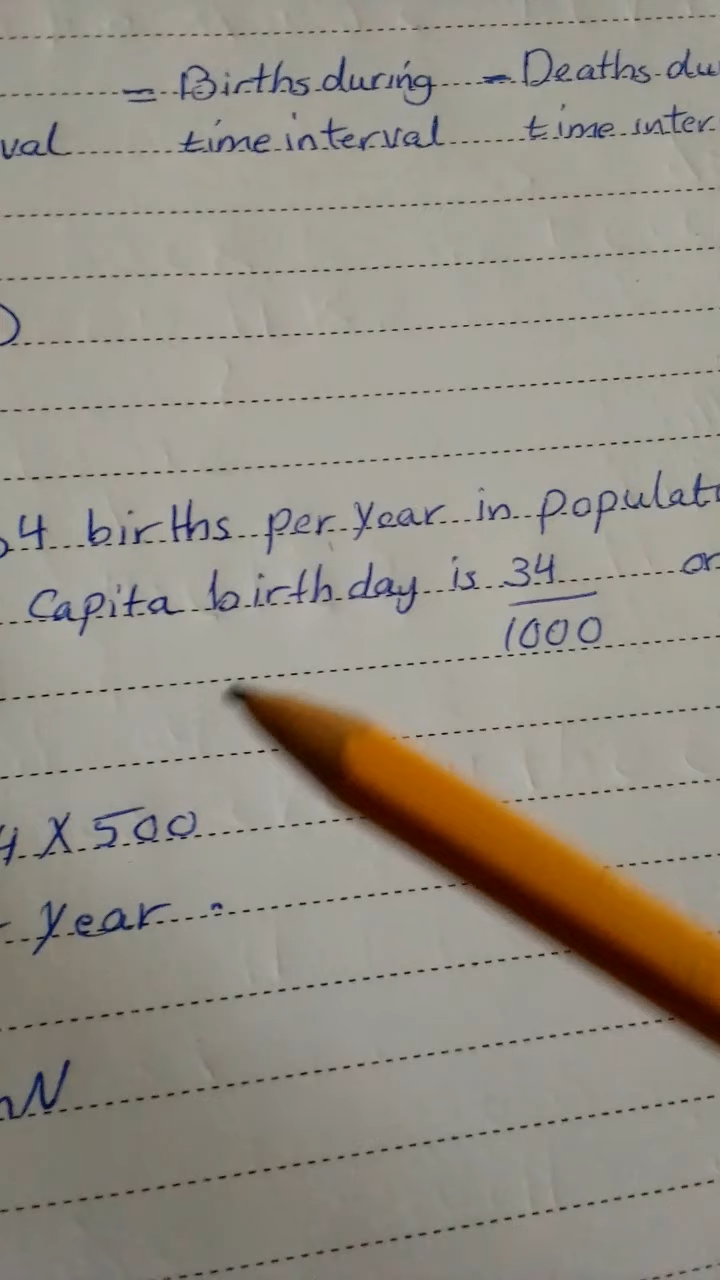 = Births during - Deaths du
val time interval time inter
4 births per year in populat
Capita birth day is 34 or
1000
4 X 500
year
N